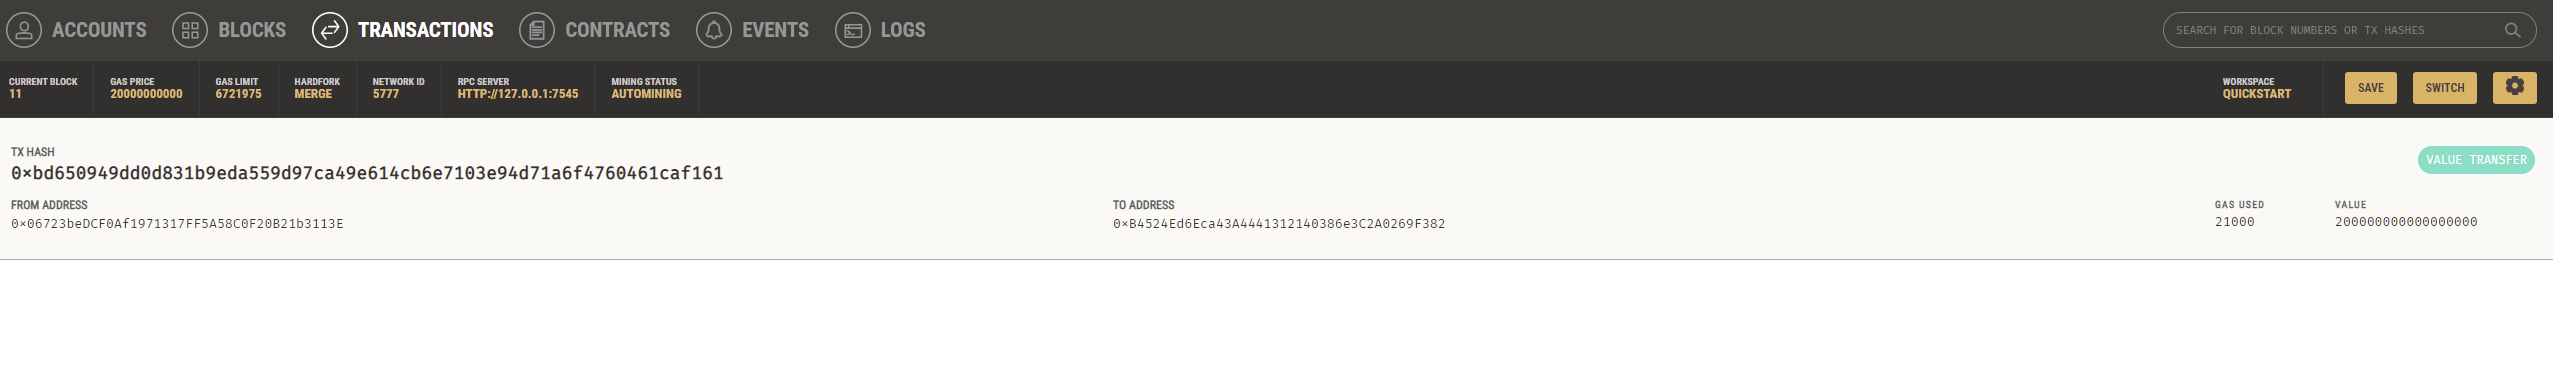 ACCOUNTS BLOCKS TRANSACTIONS CONTRACTS EVENTS LOGS SEARCH FOR BLOCK NUMBERS OR TX HASHES
CURRENT BLOCK GAS PRICE GAS LIMIT HARDFORK NETWORK ID RPC SERVER MINING STATUS WORKSPACE
11 20000000000 6721975 MERGE 5777 HTTP://127.0.0.1:7545 AUTOMINING QUICKSTART SAVE SWITCH
TX HASH
0×bd650949dd0d831b9eda559d97ca49e614cb6e7103e94d71a6f4760461caf161 VALUE TRANSFER
FROM ADDRESS TO ADDRESS GAS USED VALUE
0×06723beDCF0Af1971317FF5A58C0F20B21b3113E 0×B4524Ed6Eca43A4441312140386e3C2A0269F382 21000 200000000000000000